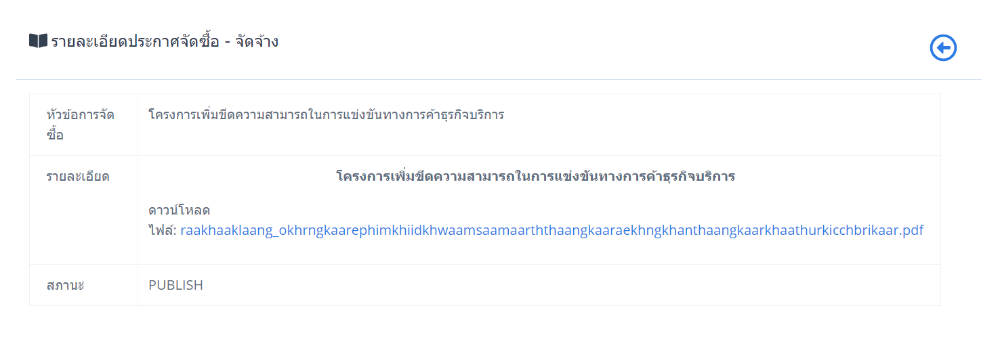 รายละเอียดประกาศจัดซื้อ - จัดจ้าง
หัวข้อการจัด
ซื้อ
โครงการเพิ่มขีดความสามารถในการแข่งขันทางการค้าธุรกิจบริการ
รายละเอียด
โครงการเพิ่มขีดความสามารถในการแข่งขันทางการค้าธุรกิจบริการ
ดาวน์โหลด
ไฟล์: raakhaaklaang_okhrngkaarephimkhiidkhwaamsaamaarththaangkaaraekhngkhanthaangkaarkhaathurkicchbrikaar.pdf
สภานะ
PUBLISH